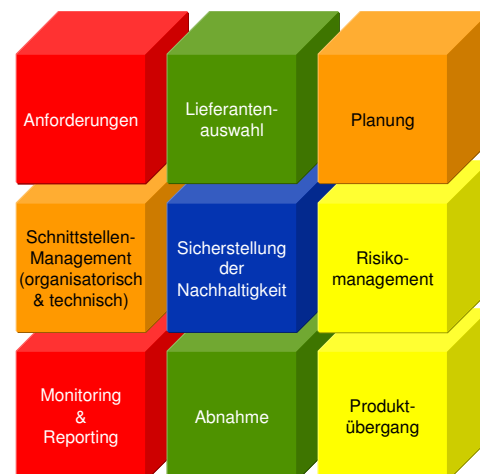 Anforderungen
Lieferanten-
auswahl
Planung
Schnittstellen-
Management
(organisatorisch
& technisch)
Sicherstellung
der
Nachhaltigkeit
Risiko-
management
Monitoring
&
Reporting
Abnahme
Produkt-
übergang